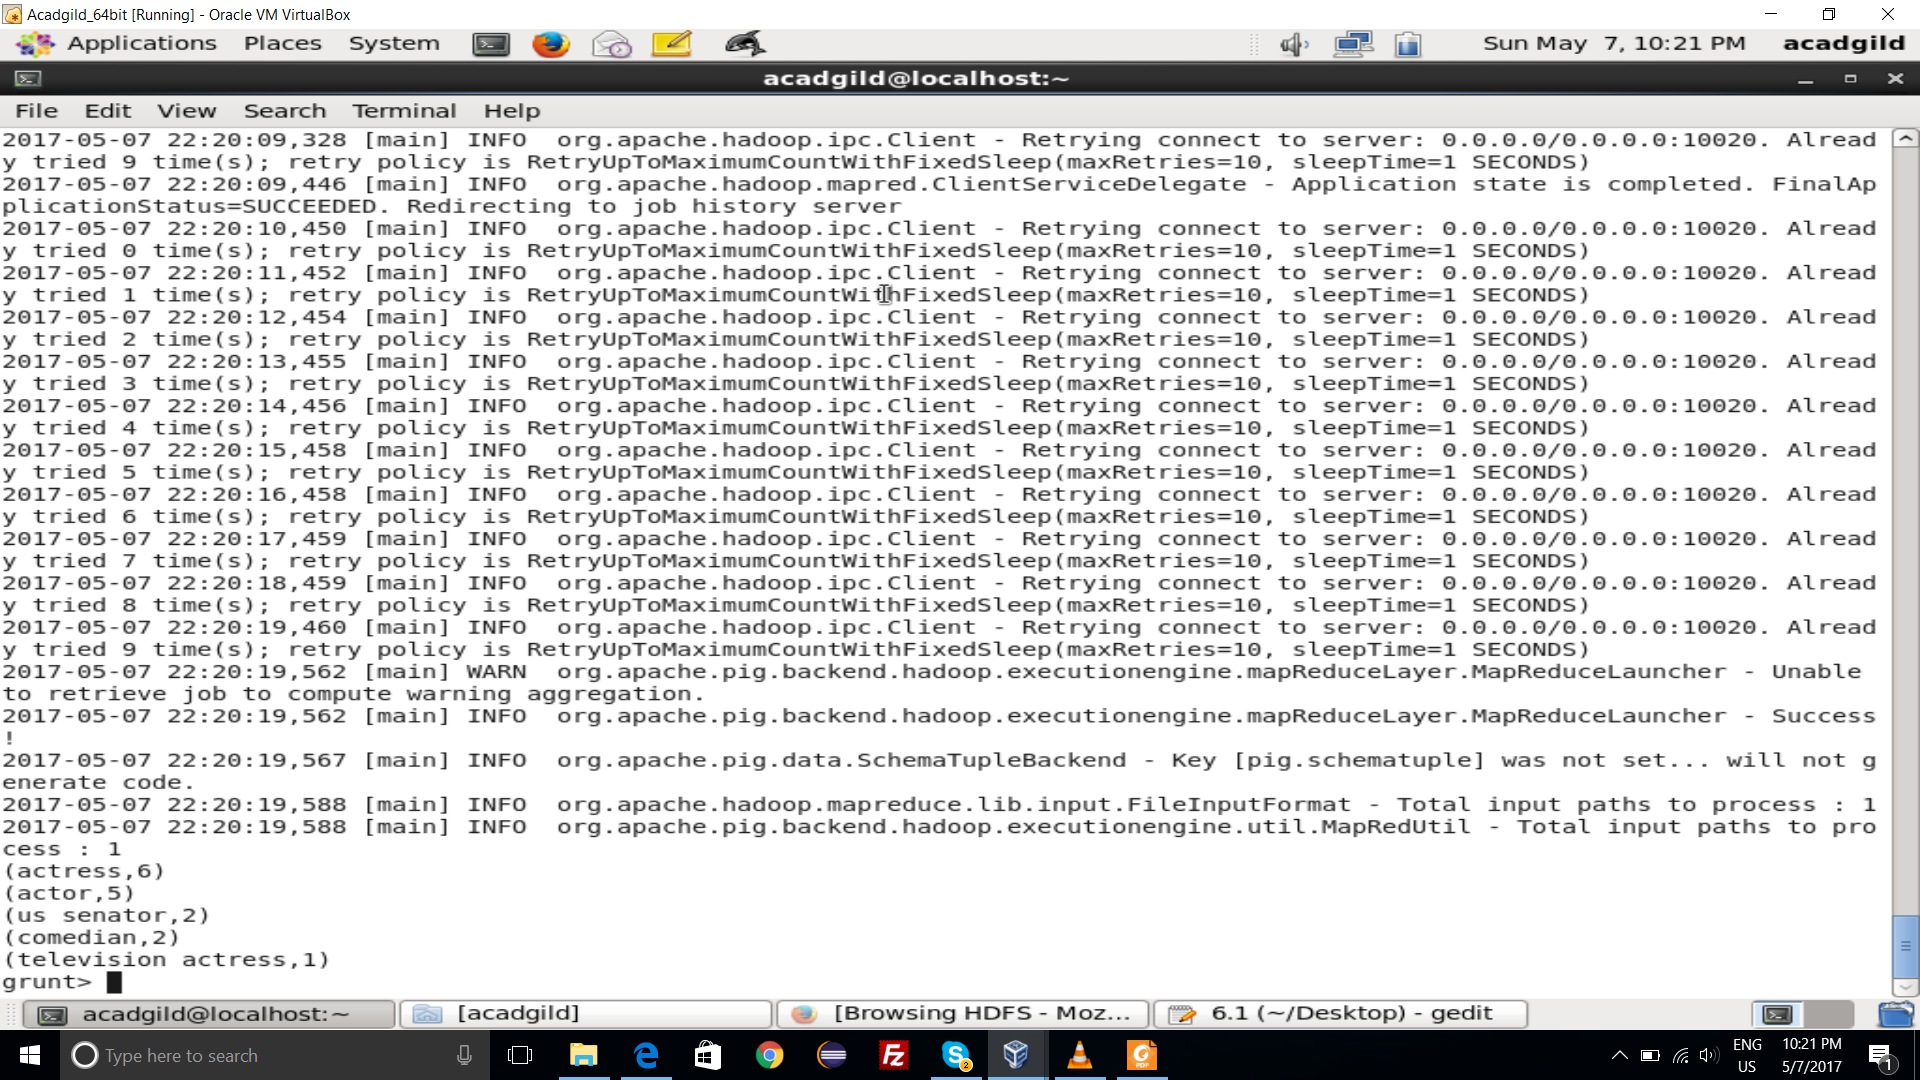 Acadgild_64bit [Running] - Oracle VM VirtualBox
Applications Places System Sun May 7, 10:21 PM acadgild
acadgild@localhost:~
File Edit View Search Terminal Help
2017-05-07 22:20:09,328 [main] INFO  org.apache.hadoop.ipc.Client - Retrying connect to server: 0.0.0.0/0.0.0.0:10020. Alread
y tried 9 time(s); retry policy is RetryUpToMaximumCountWithFixedSleep(maxRetries=10, sleepTime=1 SECONDS)
2017-05-07 22:20:09,446 [main] INFO  org.apache.hadoop.mapred.ClientServiceDelegate - Application state is completed. FinalAp
plicationStatus=SUCCEEDED. Redirecting to job history server
2017-05-07 22:20:10,450 [main] INFO  org.apache.hadoop.ipc.Client - Retrying connect to server: 0.0.0.0/0.0.0.0:10020. Alread
y tried 0 time(s); retry policy is RetryUpToMaximumCountWithFixedSleep(maxRetries=10, sleepTime=1 SECONDS)
2017-05-07 22:20:11,452 [main] INFO  org.apache.hadoop.ipc.Client - Retrying connect to server: 0.0.0.0/0.0.0.0:10020. Alread
y tried 1 time(s); retry policy is RetryUpToMaximumCountWithFixedSleep(maxRetries=10, sleepTime=1 SECONDS)
2017-05-07 22:20:12,454 [main] INFO  org.apache.hadoop.ipc.Client - Retrying connect to server: 0.0.0.0/0.0.0.0:10020. Alread
y tried 2 time(s); retry policy is RetryUpToMaximumCountWithFixedSleep(maxRetries=10, sleepTime=1 SECONDS)
2017-05-07 22:20:13,455 [main] INFO  org.apache.hadoop.ipc.Client - Retrying connect to server: 0.0.0.0/0.0.0.0:10020. Alread
y tried 3 time(s); retry policy is RetryUpToMaximumCountWithFixedSleep(maxRetries=10, sleepTime=1 SECONDS)
2017-05-07 22:20:14,456 [main] INFO  org.apache.hadoop.ipc.Client - Retrying connect to server: 0.0.0.0/0.0.0.0:10020. Alread
y tried 4 time(s); retry policy is RetryUpToMaximumCountWithFixedSleep(maxRetries=10, sleepTime=1 SECONDS)
2017-05-07 22:20:15,458 [main] INFO  org.apache.hadoop.ipc.Client - Retrying connect to server: 0.0.0.0/0.0.0.0:10020. Alread
y tried 5 time(s); retry policy is RetryUpToMaximumCountWithFixedSleep(maxRetries=10, sleepTime=1 SECONDS)
2017-05-07 22:20:16,458 [main] INFO  org.apache.hadoop.ipc.Client - Retrying connect to server: 0.0.0.0/0.0.0.0:10020. Alread
y tried 6 time(s); retry policy is RetryUpToMaximumCountWithFixedSleep(maxRetries=10, sleepTime=1 SECONDS)
2017-05-07 22:20:17,459 [main] INFO  org.apache.hadoop.ipc.Client - Retrying connect to server: 0.0.0.0/0.0.0.0:10020. Alread
y tried 7 time(s); retry policy is RetryUpToMaximumCountWithFixedSleep(maxRetries=10, sleepTime=1 SECONDS)
2017-05-07 22:20:18,459 [main] INFO  org.apache.hadoop.ipc.Client - Retrying connect to server: 0.0.0.0/0.0.0.0:10020. Alread
y tried 8 time(s); retry policy is RetryUpToMaximumCountWithFixedSleep(maxRetries=10, sleepTime=1 SECONDS)
2017-05-07 22:20:19,460 [main] INFO  org.apache.hadoop.ipc.Client - Retrying connect to server: 0.0.0.0/0.0.0.0:10020. Alread
y tried 9 time(s); retry policy is RetryUpToMaximumCountWithFixedSleep(maxRetries=10, sleepTime=1 SECONDS)
2017-05-07 22:20:19,562 [main] WARN  org.apache.pig.backend.hadoop.executionengine.mapReduceLayer.MapReduceLauncher - Unable
to retrieve job to compute warning aggregation.
2017-05-07 22:20:19,562 [main] INFO  org.apache.pig.backend.hadoop.executionengine.mapReduceLayer.MapReduceLauncher - Success
!
2017-05-07 22:20:19,567 [main] INFO  org.apache.pig.data.SchemaTupleBackend - Key [pig.schematuple] was not set... will not g
enerate code.
2017-05-07 22:20:19,588 [main] INFO  org.apache.hadoop.mapreduce.lib.input.FileInputFormat - Total input paths to process : 1
2017-05-07 22:20:19,588 [main] INFO  org.apache.pig.backend.hadoop.executionengine.util.MapRedUtil - Total input paths to pro
cess : 1
(actress,6)
(actor,5)
(us senator,2)
(comedian,2)
(television actress,1)
grunt>
acadgild@localhost:~ [acadgild] [Browsing HDFS - Moz... 6.1 (~/Desktop) - gedit
Type here to search
ENG 10:21 PM
US 5/7/2017